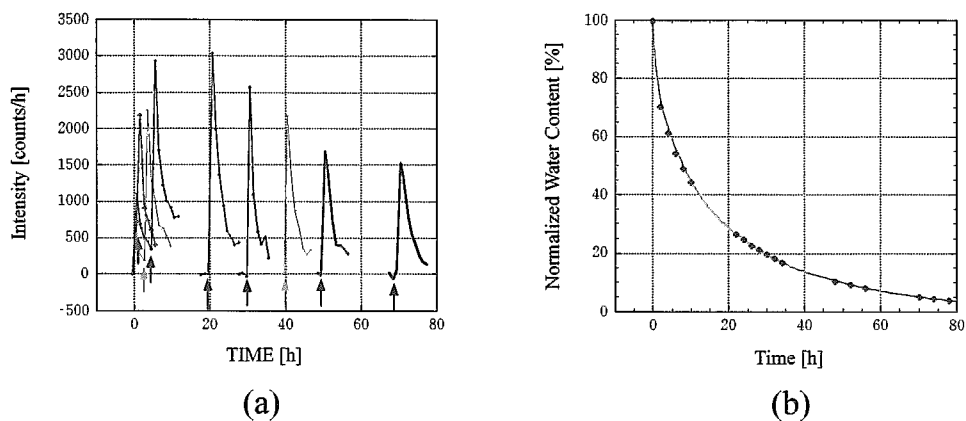 3500
3000
2500
2000
1500
1000
500
0
-500
Intensity [counts/h]
0 20 40 60 80
TIME [h]
(a)
100
80
60
40
20
0
Normalized Water Content [%]
0 20 40 60 80
Time [h]
(b)